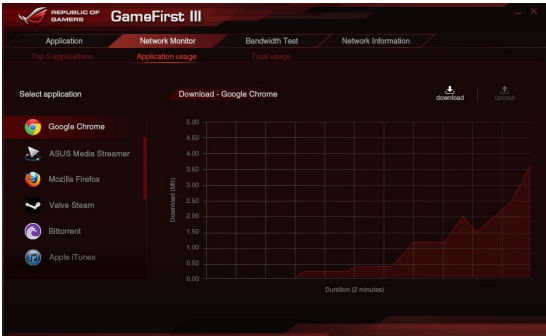 REPUBLIC OF
GAMERS
GameFirst III
Application Network Monitor Bandwidth Test Network Information
Top 5 applications Application usage Total usage
Select application
Google Chrome
ASUS Media Streamer
Mozilla Firefox
Valve Steam
Bittorrent
Apple iTunes
Download - Google Chrome
download upload
Download (Mb)
5.00
4.50
4.00
3.50
3.00
2.50
2.00
1.50
1.00
0.50
0.00
Duration (2 minutes)